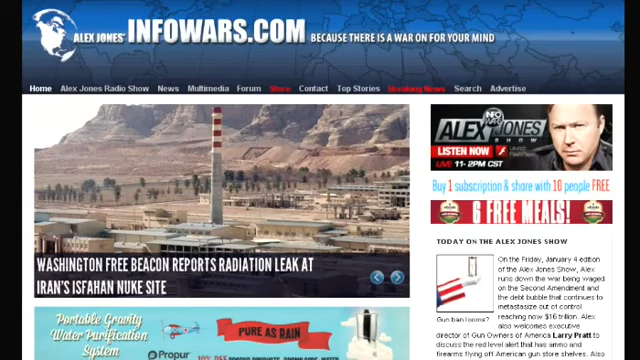 ALEX JONES' INFOWARS.COM BECAUSE THERE IS A WAR ON FOR YOUR MIND
Home Alex Jones Radio Show News Multimedia Forum Store Contact Top Stories Breaking News Search Advertise
WASHINGTON FREE BEACON REPORTS RADIATION LEAK AT
IRAN'S ISFAHAN NUKE SITE
INFO
WARS
ALEX JONES
SHOW
LISTEN NOW
LIVE 11-2PM CST
Buy 1 subscription & share with 10 people FREE
6 FREE MEALS!
TODAY ON THE ALEX JONES SHOW
On the Friday, January 4 edition
of the Alex Jones Show, Alex
runs down the war being waged
on the Second Amendment and
the debt bubble that continues to
metastasize out of control
reaching now $16 trillion. Alex
also welcomes executive
Gun ban looms?
director of Gun Owners of America Larry Pratt to
discuss the red level alert that has ammo and
firearms flying off American gun store shelves. Also
Portable Gravity
Water Purification
System
PURE AS RAIN
Propur
10% OFF